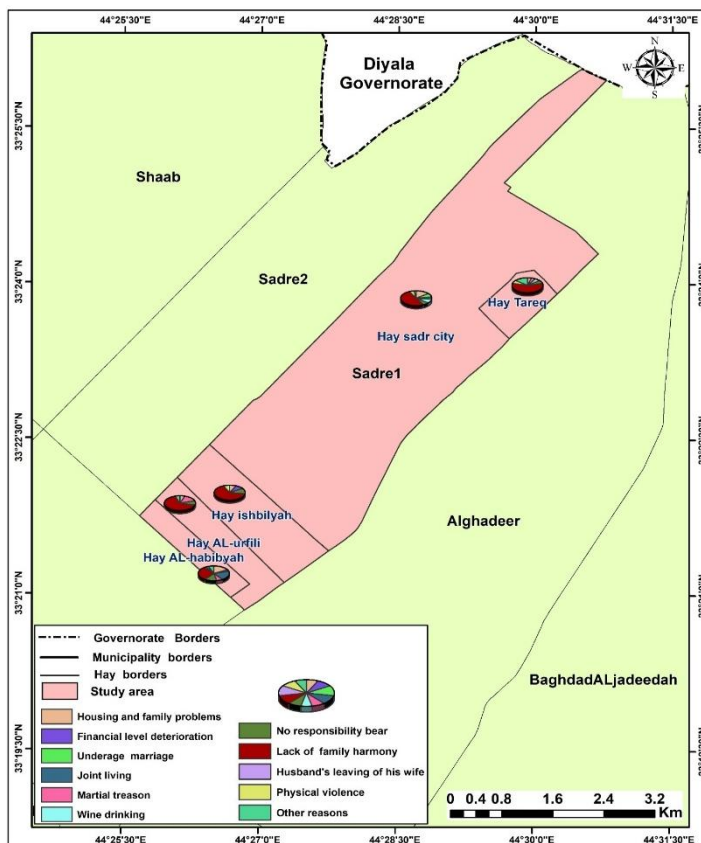 44°25'30"E
44°27'0"E
44°28'30"E
44°30'0"E
44°31'30"E
N
W
E
S
Diyala
Governorate
33°25'30"N
Shaab
33°24'0"N
Sadre2
Hay Tareq
Hay sadr city
Sadre1
33°22'30"N
Hay ishbilyah
Alghadeer
Hay AL-urfili
Hay AL-habibyah
33°21'0"N
BaghdadALjadeedah
33°19'30"N
Governorate Borders
Municipality borders
Hay borders
Study area
Housing and family problems
Financial level deterioration
Underage marriage
Joint living
Martial treason
Wine drinking
No responsibility bear
Lack of family harmony
Husband's leaving of his wife
Physical violence
Other reasons
0 0.4 0.8 1.6 2.4 3.2
Km
44°25'30"E
44°27'0"E
44°28'30"E
44°30'0"E
44°31'30"E